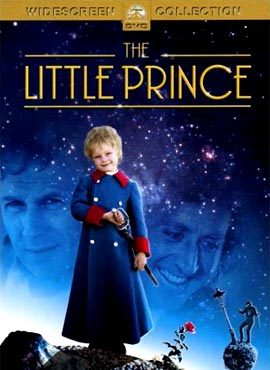 WIDESCREEN COLLECTION
DVD
THE
LITTLE PRINCE